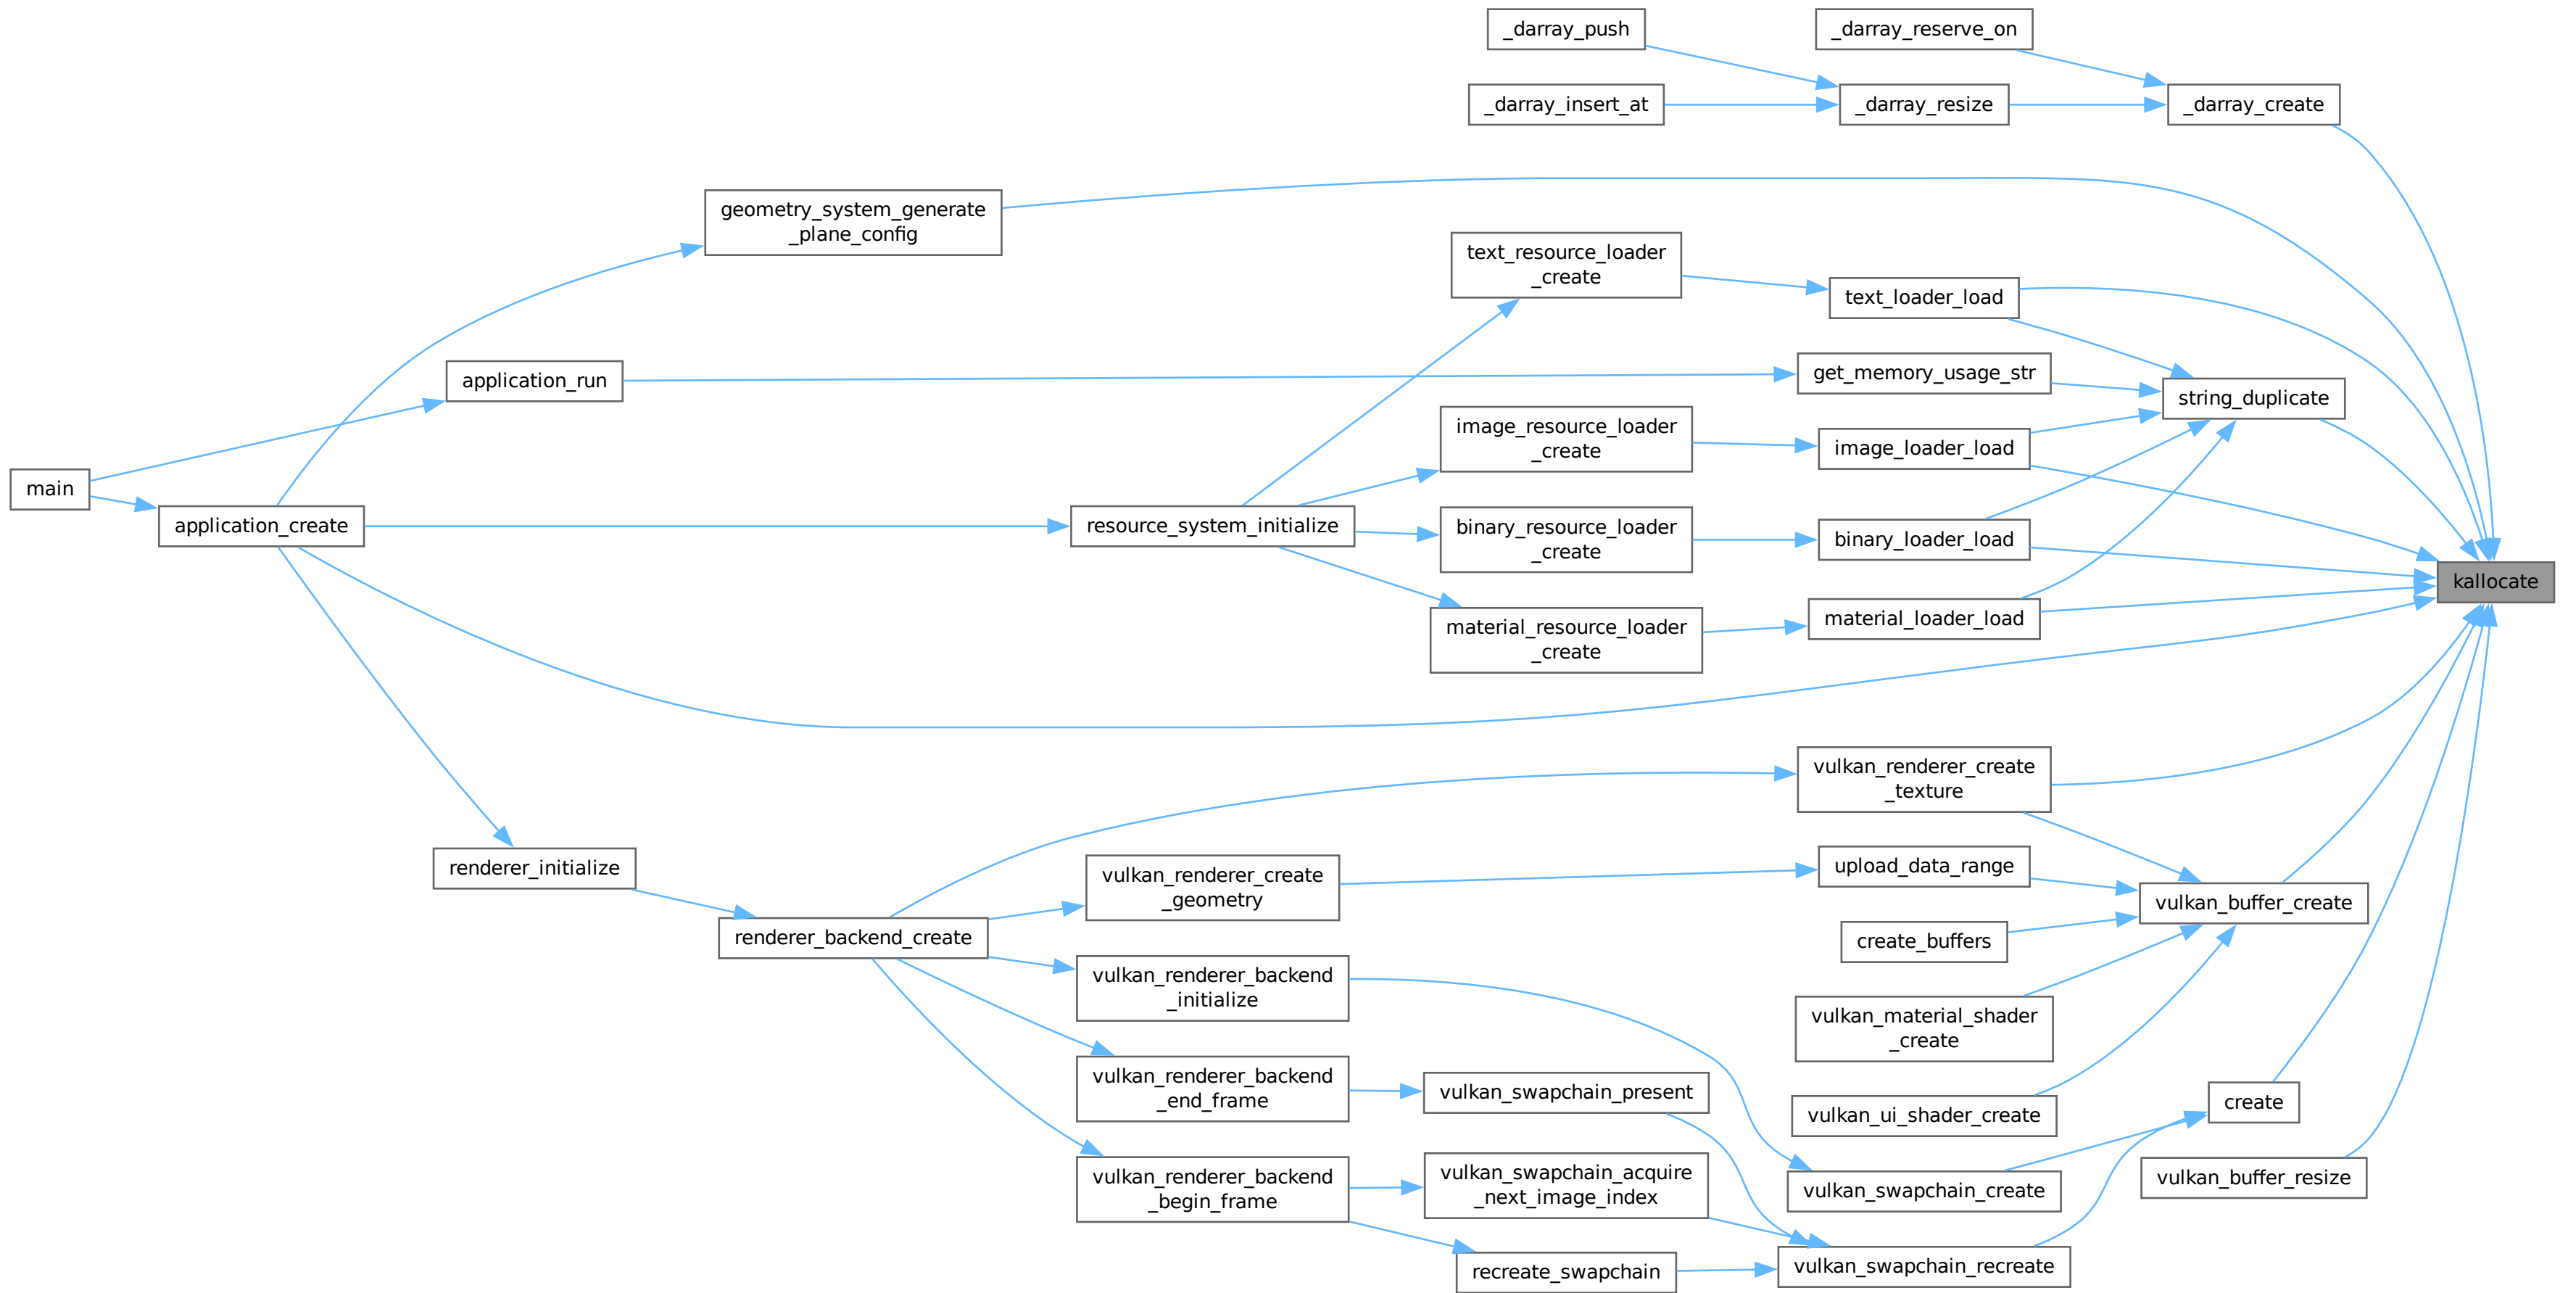 _darray_push
_darray_reserve_on
_darray_insert_at
_darray_resize
_darray_create
geometry_system_generate
_plane_config
text_resource_loader
_create
text_loader_load
application_run
get_memory_usage_str
string_duplicate
image_resource_loader
_create
image_loader_load
main
application_create
resource_system_initialize
binary_resource_loader
_create
binary_loader_load
kallocate
material_resource_loader
_create
material_loader_load
vulkan_renderer_create
_texture
renderer_initialize
vulkan_renderer_create
_geometry
upload_data_range
vulkan_buffer_create
renderer_backend_create
create_buffers
vulkan_renderer_backend
_initialize
vulkan_material_shader
_create
vulkan_renderer_backend
_end_frame
vulkan_swapchain_present
vulkan_ui_shader_create
create
vulkan_renderer_backend
_begin_frame
vulkan_swapchain_acquire
_next_image_index
vulkan_swapchain_create
vulkan_buffer_resize
recreate_swapchain
vulkan_swapchain_recreate